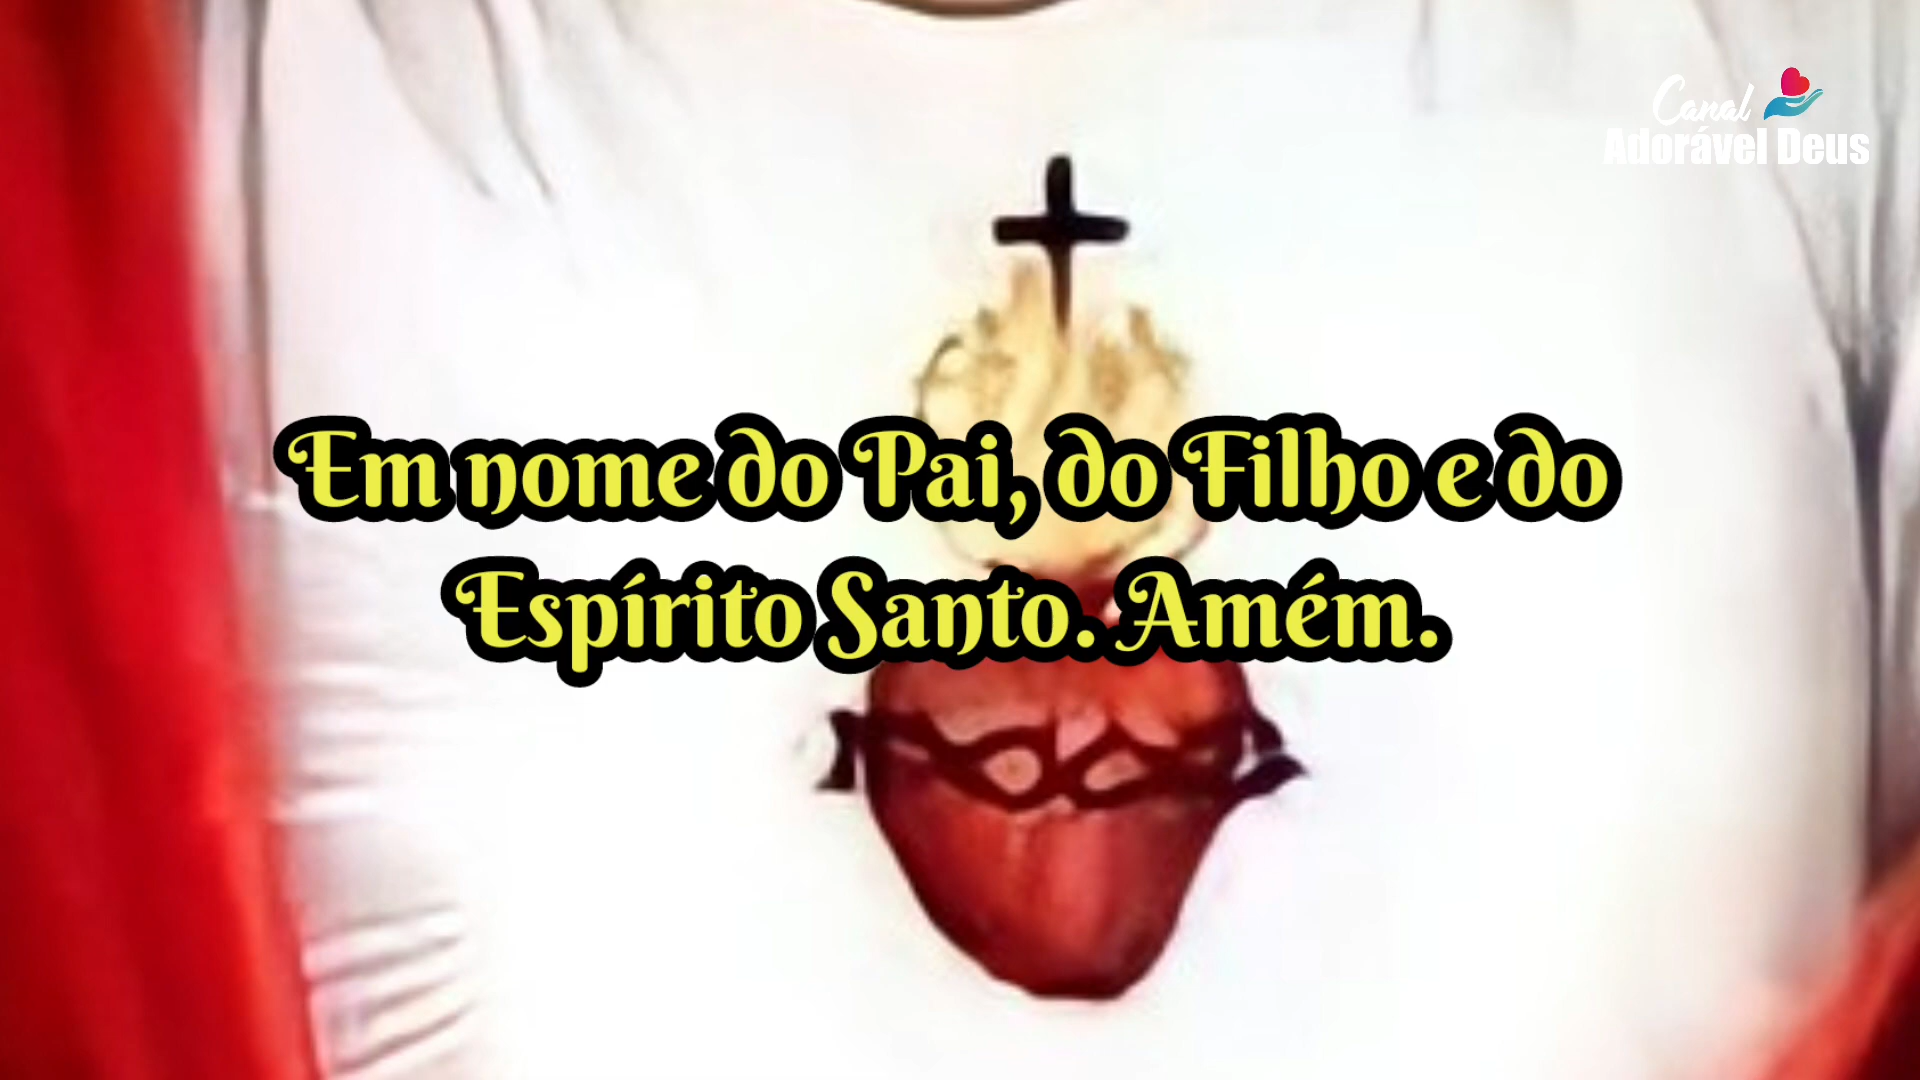 Canal
Adorável Deus
Em nome do Pai, do Filho e do
Espírito Santo. Amém.